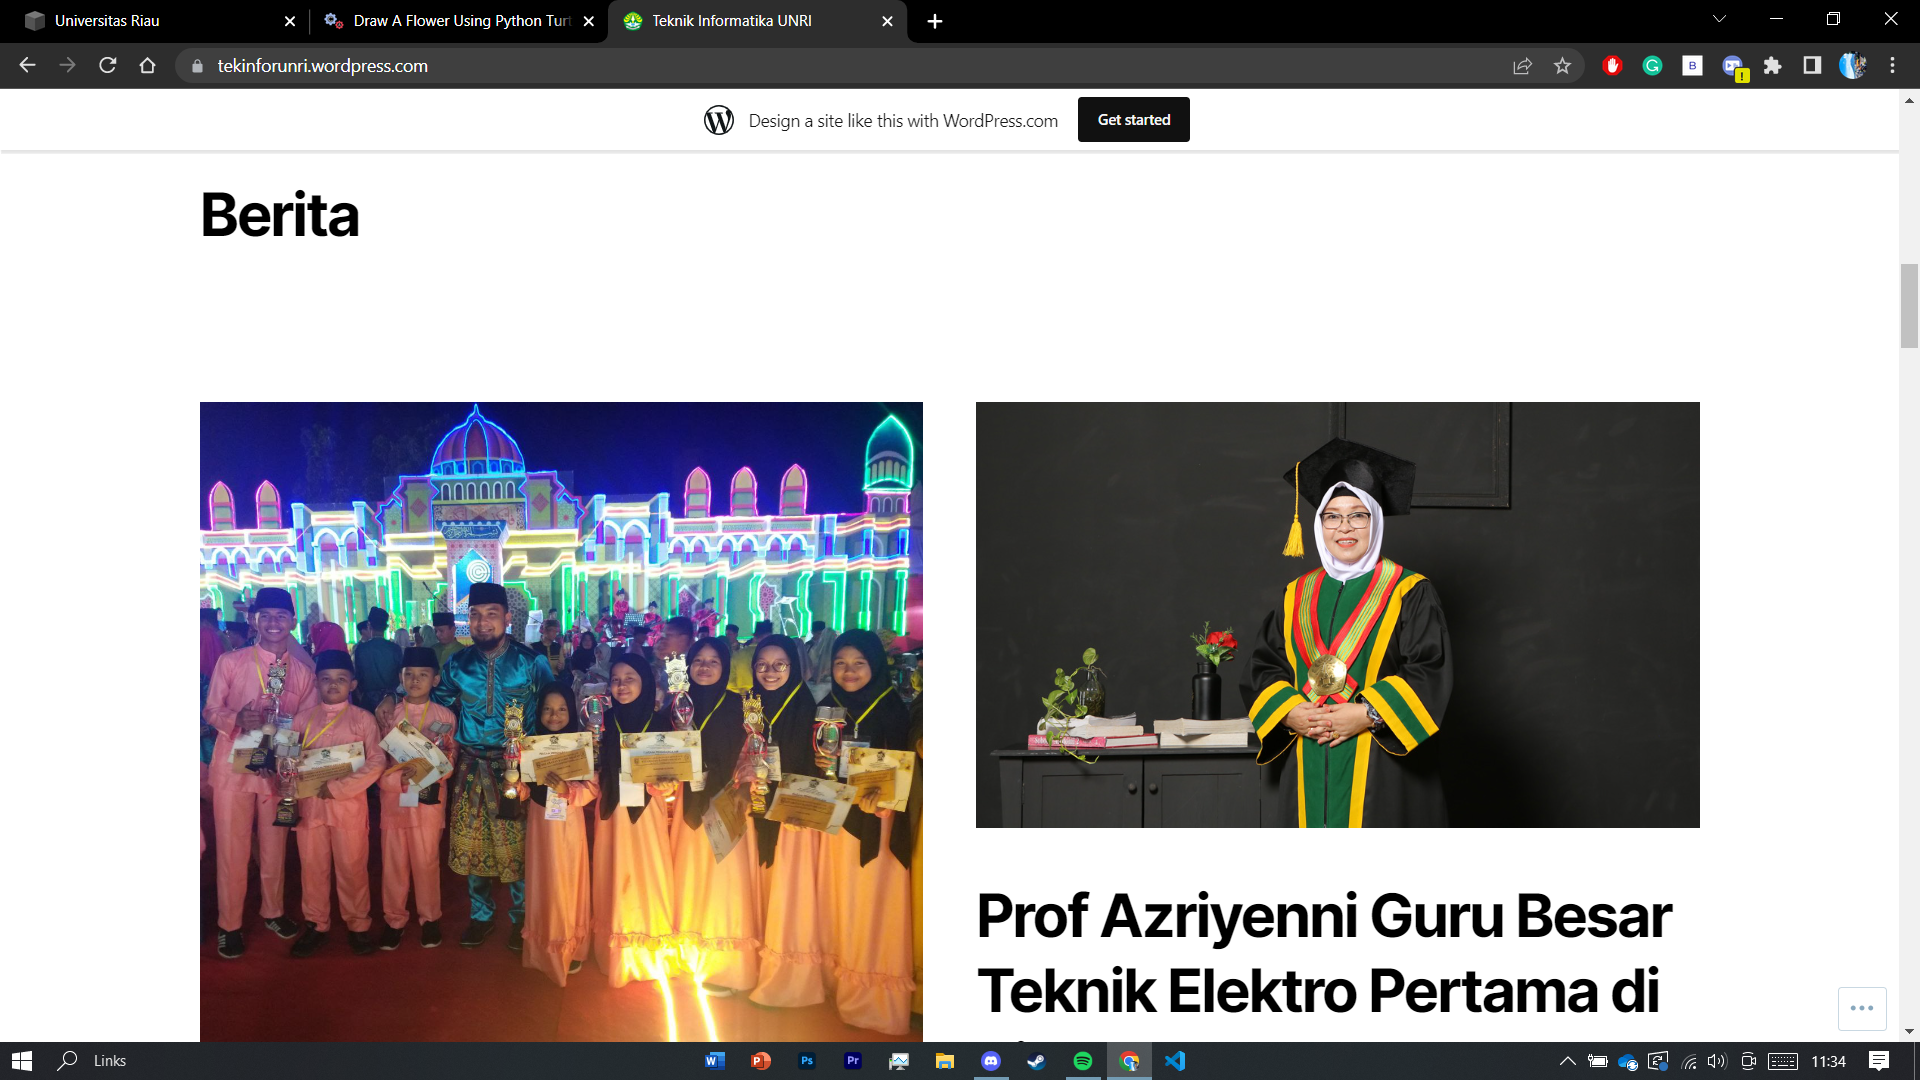 Universitas Riau
Draw A Flower Using Python Turt
Teknik Informatika UNRI
tekinforunri.wordpress.com
Design a site like this with WordPress.com
Get started
Berita
Prof Azriyenni Guru Besar
Teknik Elektro Pertama di
Links
11:34